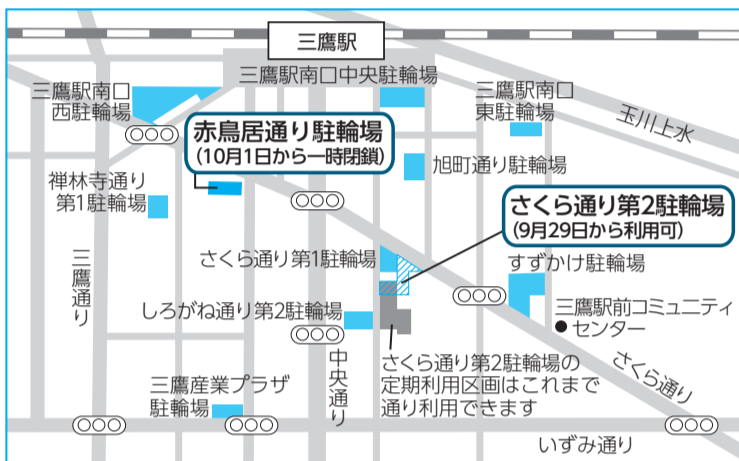 三鷹駅
三鷹駅南口中央駐輪場
三鷹駅南口
西駐輪場
三鷹駅南口
東駐輪場
玉川上水
赤鳥居通り駐輪場
(10月1日から一時閉鎖)
旭町通り駐輪場
禅林寺通り
第1駐輪場
さくら通り第2駐輪場
(9月29日から利用可)
三鷹通り
さくら通り第1駐輪場
すずかけ駐輪場
しろがね通り第2駐輪場
三鷹駅前コミュニティ
センター
中央通り
さくら通り第2駐輪場の
定期利用区画はこれまで
通り利用できます
さくら通り
三鷹産業プラザ
駐輪場
いずみ通り